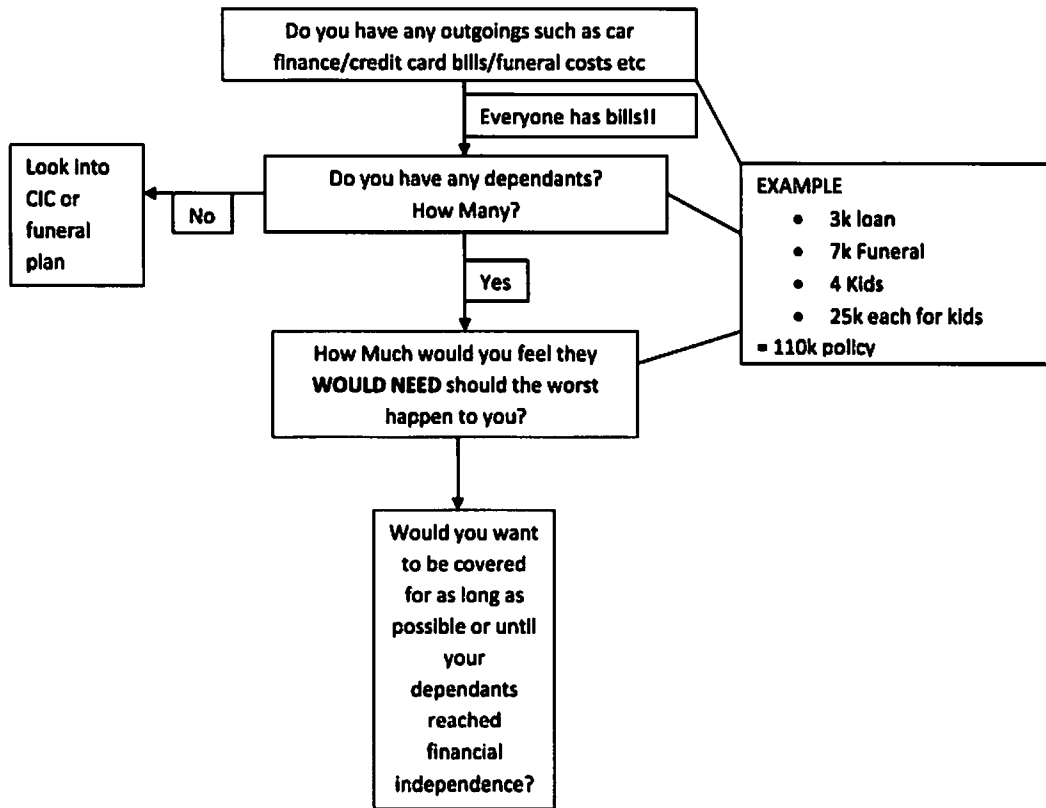 Do you have any outgoings such as car
finance/credit card bills/funeral costs etc
Everyone has bills!!
Look into
CIC or
funeral
plan
No
Do you have any dependants?
How Many?
Yes
EXAMPLE
• 3k loan
• 7k Funeral
• 4 Kids
• 25k each for kids
= 110k policy
How Much would you feel they
WOULD NEED should the worst
happen to you?
Would you want
to be covered
for as long as
possible or until
your
dependants
reached
financial
independence?